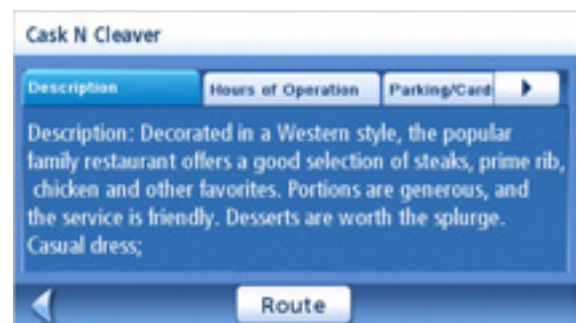 Cask N Cleaver
Description
Hours of Operation
Parking/Card
Description: Decorated in a Western style, the popular
family restaurant offers a good selection of steaks, prime rib,
chicken and other favorites. Portions are generous, and
the service is friendly. Desserts are worth the splurge.
Casual dress;
Route